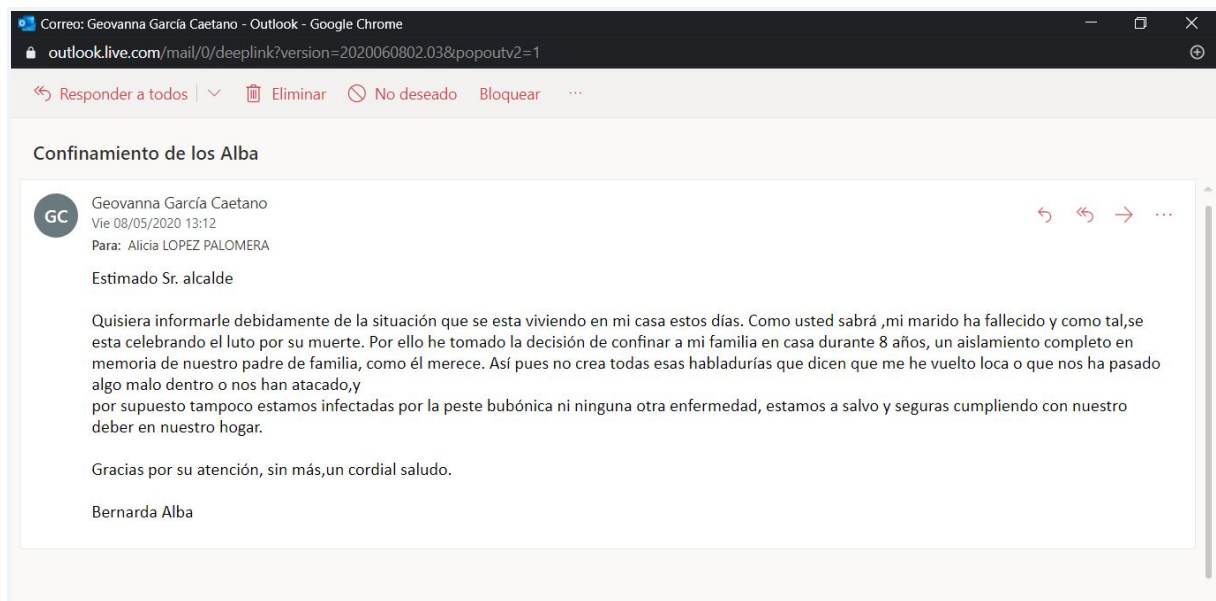 Correo: Geovanna García Caetano - Outlook - Google Chrome
outlook.live.com/mail/0/deeplink?version=2020060802.03&popoutv2=1
Responder a todos Eliminar No deseado Bloquear ...
Confinamiento de los Alba
GC
Geovanna García Caetano
Vie 08/05/2020 13:12
Para: Alicia LOPEZ PALOMERA
Estimado Sr. alcalde
Quisiera informarle debidamente de la situación que se esta viviendo en mi casa estos días. Como usted sabrá ,mi marido ha fallecido y como tal,se
esta celebrando el luto por su muerte. Por ello he tomado la decisión de confinar a mi familia en casa durante 8 años, un aislamiento completo en
memoria de nuestro padre de familia, como él merece. Así pues no crea todas esas habladurías que dicen que me he vuelto loca o que nos ha pasado
algo malo dentro o nos han atacado,y
por supuesto tampoco estamos infectadas por la peste bubónica ni ninguna otra enfermedad, estamos a salvo y seguras cumpliendo con nuestro
deber en nuestro hogar.
Gracias por su atención, sin más,un cordial saludo.
Bernarda Alba